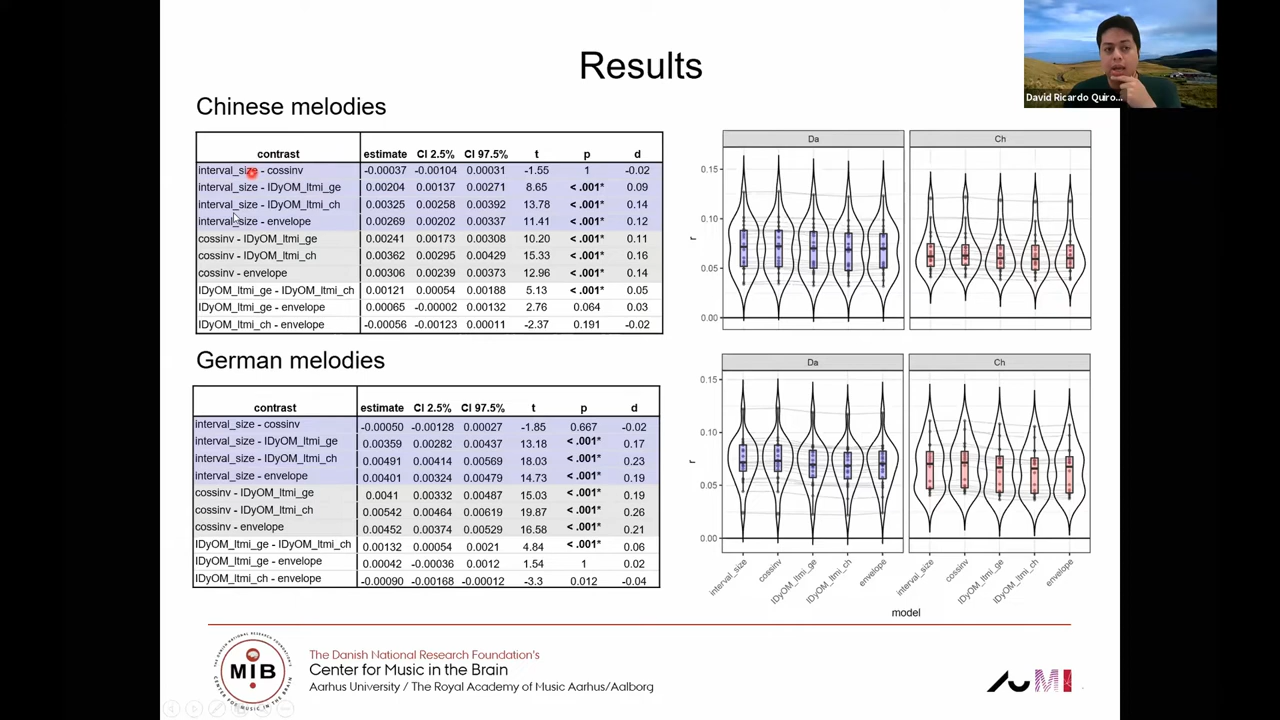 Results
David Ricardo Quiro...
Chinese melodies
contrast estimate CI 2.5% CI 97.5% t p d
interval_size - cossinv -0.00037 -0.00104 0.00031 -1.55 1 -0.02
interval_size - IDyOM_ltmi_ge 0.00204 0.00137 0.00271 8.65 < .001* 0.09
interval_size - IDyOM_ltmi_ch 0.00325 0.00258 0.00392 13.78 < .001* 0.14
interval_size - envelope 0.00269 0.00202 0.00337 11.41 < .001* 0.12
cossinv - IDyOM_ltmi_ge 0.00241 0.00173 0.00308 10.20 < .001* 0.11
cossinv - IDyOM_ltmi_ch 0.00362 0.00295 0.00429 15.33 < .001* 0.16
cossinv - envelope 0.00306 0.00239 0.00373 12.96 < .001* 0.14
IDyOM_ltmi_ge - IDyOM_ltmi_ch 0.00121 0.00054 0.00188 5.13 < .001* 0.05
IDyOM_ltmi_ge - envelope 0.00065 -0.00002 0.00132 2.76 0.064 0.03
IDyOM_ltmi_ch - envelope -0.00056 -0.00123 0.00011 -2.37 0.191 -0.02
Da Ch
0.15
0.10
r
0.05
0.00
German melodies
contrast estimate CI 2.5% CI 97.5% t p d
interval_size - cossinv -0.00050 -0.00128 0.00027 -1.85 0.667 -0.02
interval_size - IDyOM_ltmi_ge 0.00359 0.00282 0.00437 13.18 < .001* 0.17
interval_size - IDyOM_ltmi_ch 0.00491 0.00414 0.00569 18.03 < .001* 0.23
interval_size - envelope 0.00401 0.00324 0.00479 14.73 < .001* 0.19
cossinv - IDyOM_ltmi_ge 0.0041 0.00332 0.00487 15.03 < .001* 0.19
cossinv - IDyOM_ltmi_ch 0.00542 0.00464 0.00619 19.87 < .001* 0.26
cossinv - envelope 0.00452 0.00374 0.00529 16.58 < .001* 0.21
IDyOM_ltmi_ge - IDyOM_ltmi_ch 0.00132 0.00054 0.0021 4.84 < .001* 0.06
IDyOM_ltmi_ge - envelope 0.00042 -0.00036 0.0012 1.54 1 0.02
IDyOM_ltmi_ch - envelope -0.00090 -0.00168 -0.00012 -3.3 0.012 -0.04
Da Ch
0.15
0.10
r
0.05
0.00
interval_size cossinv IDyOM_ltmi_ge IDyOM_ltmi_ch envelope interval_size cossinv IDyOM_ltmi_ge IDyOM_ltmi_ch envelope
model
MIB
The Danish National Research Foundation's
Center for Music in the Brain
Aarhus University / The Royal Academy of Music Aarhus/Aalborg